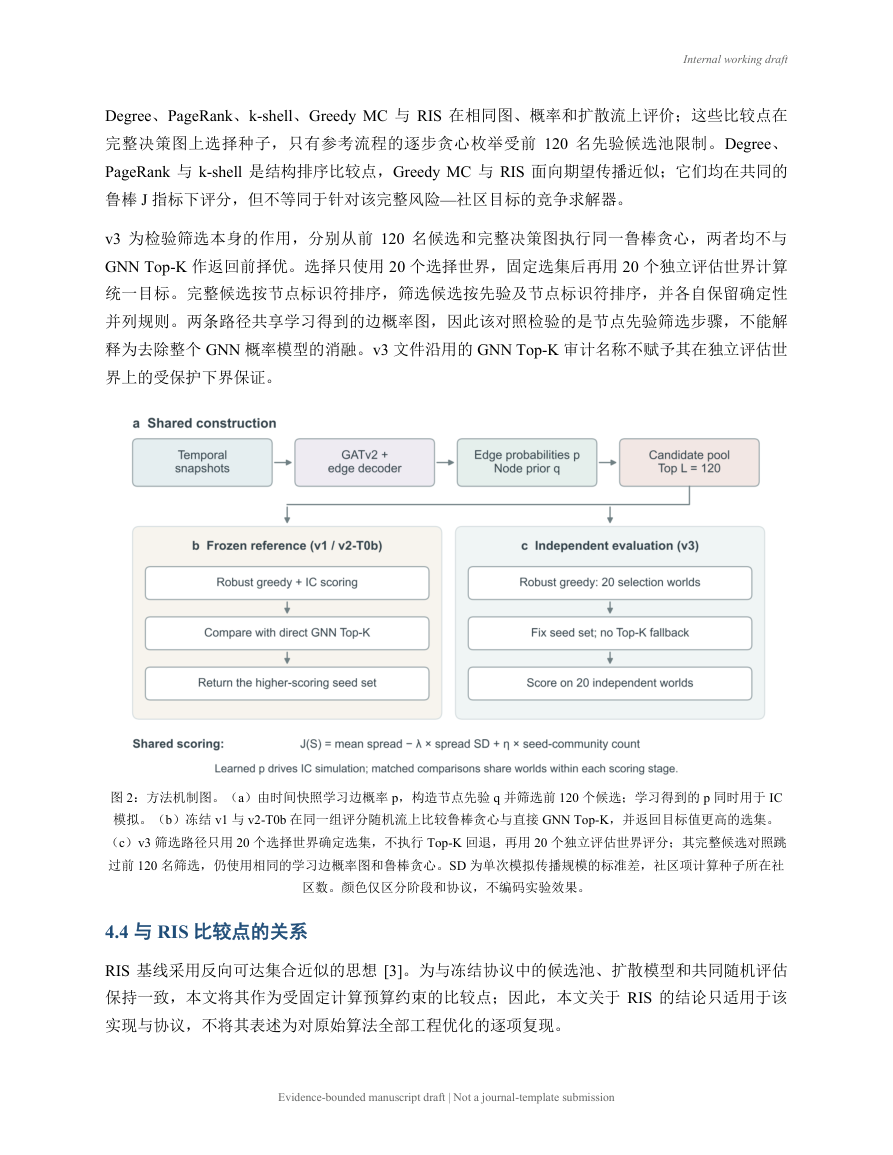 Internal working draft
Degree、PageRank、k-shell、Greedy MC 与 RIS 在相同图、概率和扩散流上评价；这些比较点在
完整决策图上选择种子，只有参考流程的逐步贪心枚举受前 120 名先验候选池限制。Degree、
PageRank 与 k-shell 是结构排序比较点，Greedy MC 与 RIS 面向期望传播近似；它们均在共同的
鲁棒 J 指标下评分，但不等同于针对该完整风险—社区目标的竞争求解器。
v3 为检验筛选本身的作用，分别从前 120 名候选和完整决策图执行同一鲁棒贪心，两者均不与
GNN Top-K 作返回前择优。选择只使用 20 个选择世界，固定选集后再用 20 个独立评估世界计算
统一目标。完整候选按节点标识符排序，筛选候选按先验及节点标识符排序，并各自保留确定性
并列规则。两条路径共享学习得到的边概率图，因此该对照检验的是节点先验筛选步骤，不能解
释为去除整个 GNN 概率模型的消融。v3 文件沿用的 GNN Top-K 审计名称不赋予其在独立评估世
界上的受保护下界保证。
a Shared construction
Temporal
snapshots
GATv2 +
edge decoder
Edge probabilities p
Node prior q
Candidate pool
Top L = 120
b Frozen reference (v1 / v2-T0b)
Robust greedy + IC scoring
Compare with direct GNN Top-K
Return the higher-scoring seed set
c Independent evaluation (v3)
Robust greedy: 20 selection worlds
Fix seed set; no Top-K fallback
Score on 20 independent worlds
Shared scoring: J(S) = mean spread − λ × spread SD + η × seed-community count
Learned p drives IC simulation; matched comparisons share worlds within each scoring stage.
图 2：方法机制图。（a）由时间快照学习边概率 p，构造节点先验 q 并筛选前 120 个候选；学习得到的 p 同时用于 IC
模拟。（b）冻结 v1 与 v2-T0b 在同一组评分随机流上比较鲁棒贪心与直接 GNN Top-K，并返回目标值更高的选集。
（c）v3 筛选路径只用 20 个选择世界确定选集，不执行 Top-K 回退，再用 20 个独立评估世界评分；其完整候选对照跳
过前 120 名筛选，仍使用相同的学习边概率图和鲁棒贪心。SD 为单次模拟传播规模的标准差，社区项计算种子所在社
区数。颜色仅区分阶段和协议，不编码实验效果。
4.4 与 RIS 比较点的关系
RIS 基线采用反向可达集合近似的思想 [3]。为与冻结协议中的候选池、扩散模型和共同随机评估
保持一致，本文将其作为受固定计算预算约束的比较点；因此，本文关于 RIS 的结论只适用于该
实现与协议，不将其表述为对原始算法全部工程优化的逐项复现。
Evidence-bounded manuscript draft | Not a journal-template submission